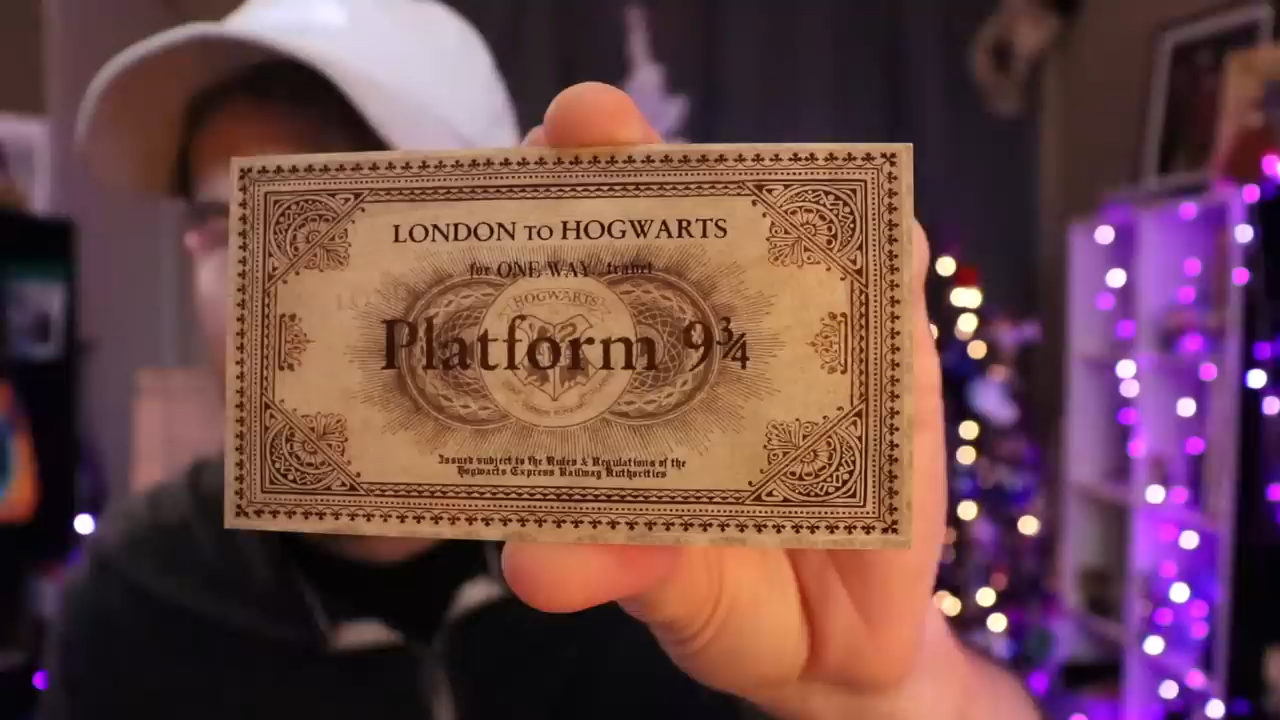 LONDON TO HOGWARTS
for ONE WAY travel
HOGWARTS
Platform 9¾
Issued subject to the Rules & Regulations of the
Hogwarts Express Railway Authorities